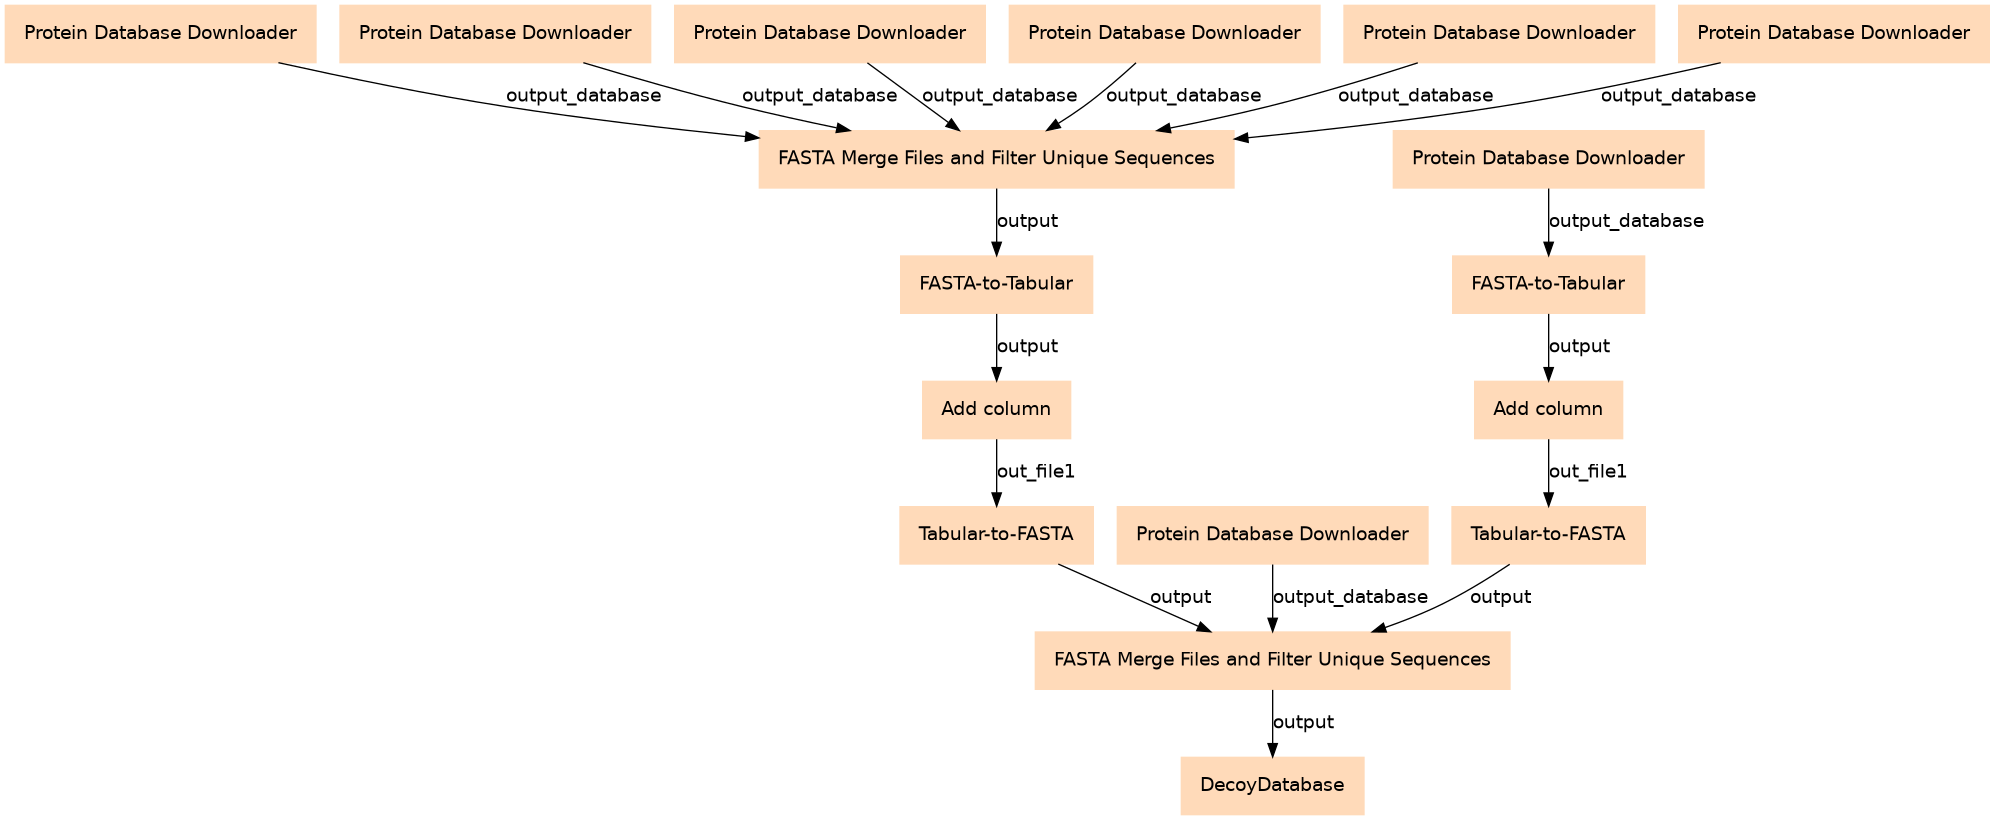 Protein Database Downloader
Protein Database Downloader
Protein Database Downloader
Protein Database Downloader
Protein Database Downloader
Protein Database Downloader
output_database
output_database
output_database
output_database
output_database
output_database
FASTA Merge Files and Filter Unique Sequences
Protein Database Downloader
output
output_database
FASTA-to-Tabular
FASTA-to-Tabular
output
output
Add column
Add column
out_file1
out_file1
Tabular-to-FASTA
Protein Database Downloader
Tabular-to-FASTA
output
output_database
output
FASTA Merge Files and Filter Unique Sequences
output
DecoyDatabase